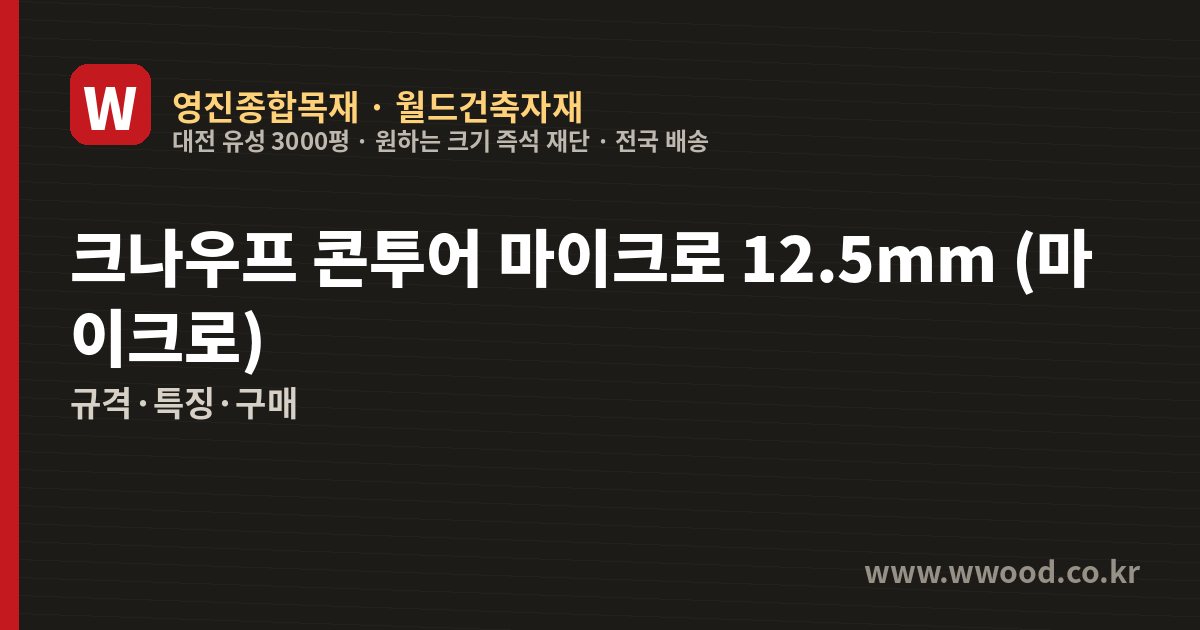 W
영진종합목재 · 월드건축자재
대전 유성 3000평 · 원하는 크기 즉석 재단 · 전국 배송
크나우프 콘투어 마이크로 12.5mm (마
이크로)
규격·특징·구매
www.wwood.co.kr